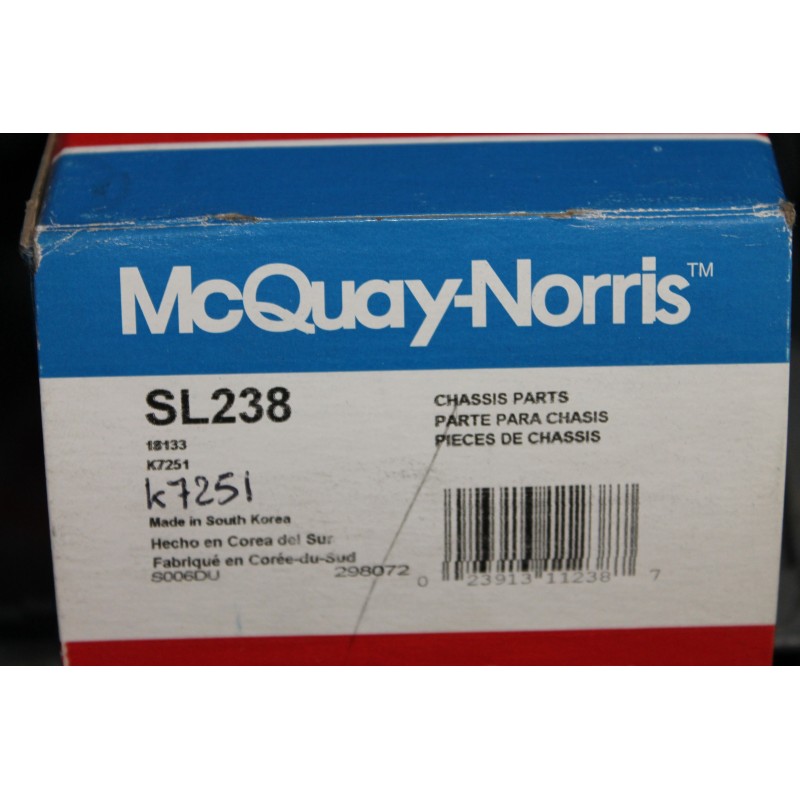 McQuay-Norris™
SL238
18133
K7251
K7251
Made in South Korea
Hecho en Corea del Sur
Fabriqué en Corée-du-Sud
S006DU 298072
CHASSIS PARTS
PARTE PARA CHASIS
PIECES DE CHASSIS
0 23913 11238 7